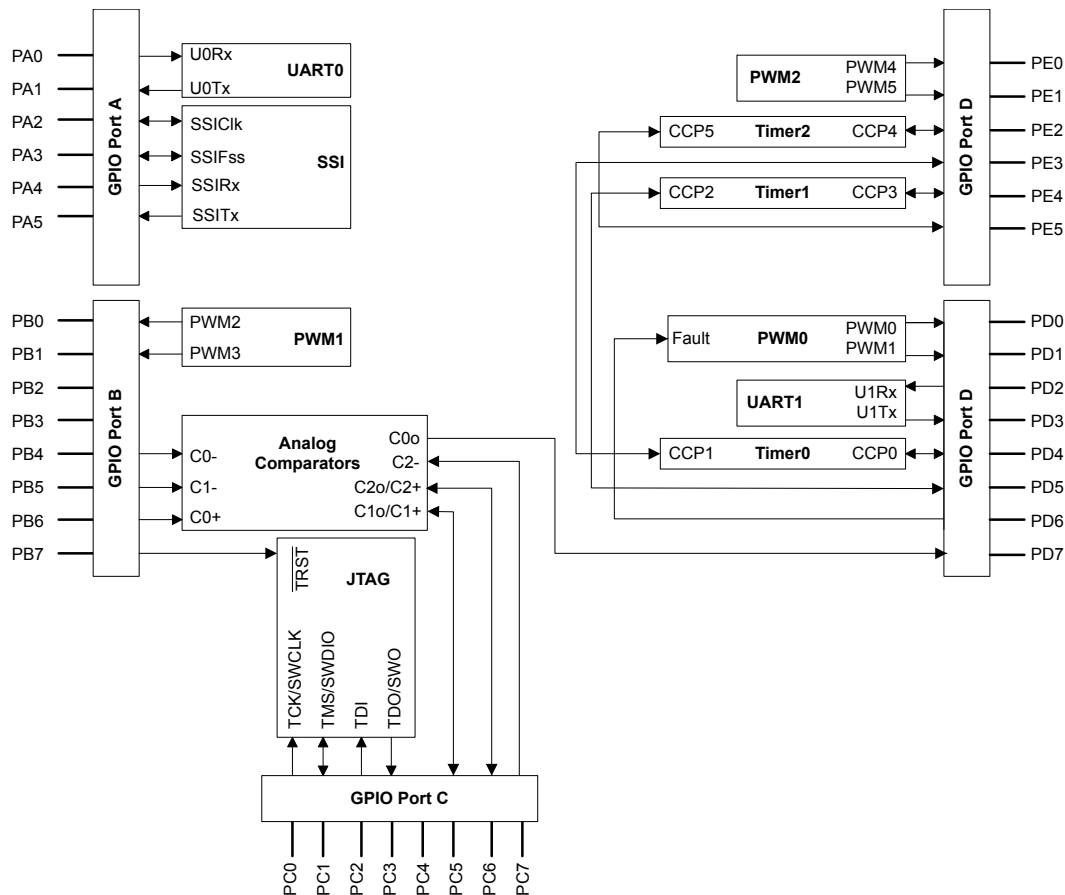 PA0
PA1
PA2
PA3
PA4
PA5
GPIO Port A
U0Rx
U0Tx
UART0
SSIClk
SSIFss
SSIRx
SSITx
SSI
PB0
PB1
PB2
PB3
PB4
PB5
PB6
PB7
GPIO Port B
PWM2
PWM3
PWM1
Analog
Comparators
C0-
C1-
C0+
C0o
C2-
C2o/C2+
C1o/C1+
TRST
JTAG
TCK/SWCLK
TMS/SWDIO
TDI
TDO/SWO
GPIO Port C
PC0
PC1
PC2
PC3
PC4
PC5
PC6
PC7
PWM2
PWM4
PWM5
CCP5
Timer2
CCP4
CCP2
Timer1
CCP3
GPIO Port D
PE0
PE1
PE2
PE3
PE4
PE5
Fault
PWM0
PWM0
PWM1
UART1
U1Rx
U1Tx
CCP1
Timer0
CCP0
GPIO Port D
PD0
PD1
PD2
PD3
PD4
PD5
PD6
PD7